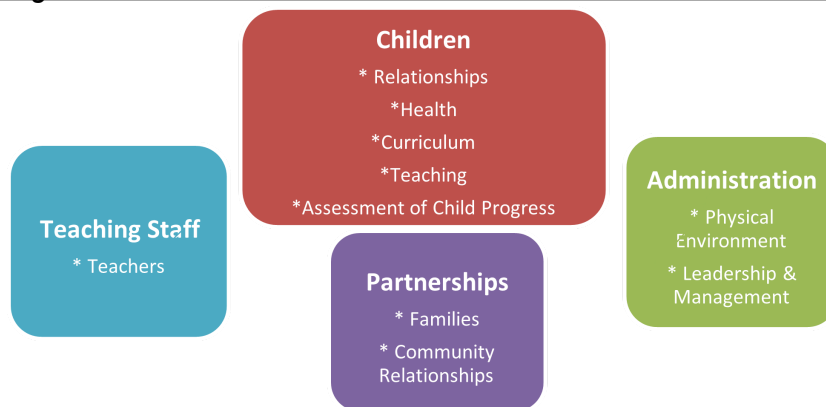 Children
* Relationships
*Health
*Curriculum
*Teaching
*Assessment of Child Progress
Teaching Staff
* Teachers
Partnerships
* Families
* Community
Relationships
Administration
* Physical
Environment
* Leadership &
Management